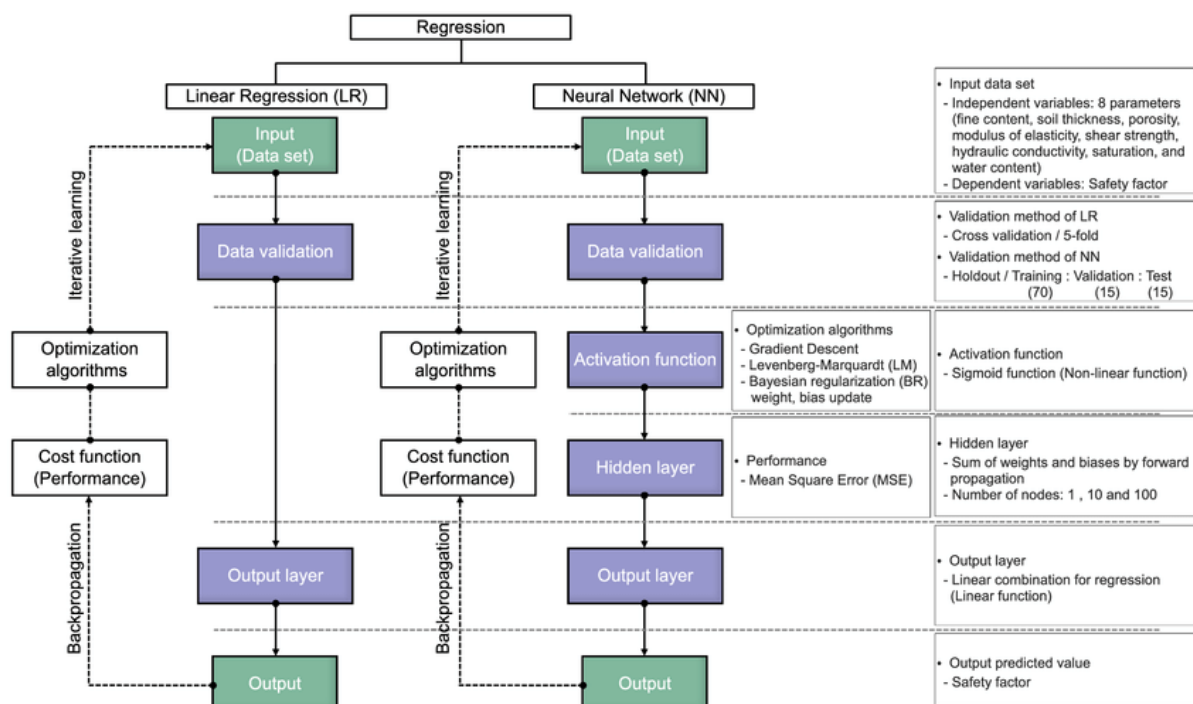 Regression
Linear Regression (LR)
Neural Network (NN)
Input
(Data set)
Iterative learning
Data validation
Optimization
algorithms
Cost function
(Performance)
Backpropagation
Output layer
Output
Input
(Data set)
Iterative learning
Data validation
Optimization
algorithms
Activation function
Cost function
(Performance)
Hidden layer
Backpropagation
Output layer
Output
• Optimization algorithms
- Gradient Descent
- Levenberg-Marquardt (LM)
- Bayesian regularization (BR)
weight, bias update
• Performance
- Mean Square Error (MSE)
• Input data set
- Independent variables: 8 parameters
(fine content, soil thickness, porosity,
modulus of elasticity, shear strength,
hydraulic conductivity, saturation, and
water content)
- Dependent variables: Safety factor
• Validation method of LR
- Cross validation / 5-fold
• Validation method of NN
- Holdout / Training : Validation : Test
(70) (15) (15)
• Activation function
- Sigmoid function (Non-linear function)
• Hidden layer
- Sum of weights and biases by forward
propagation
- Number of nodes: 1 , 10 and 100
• Output layer
- Linear combination for regression
(Linear function)
• Output predicted value
- Safety factor